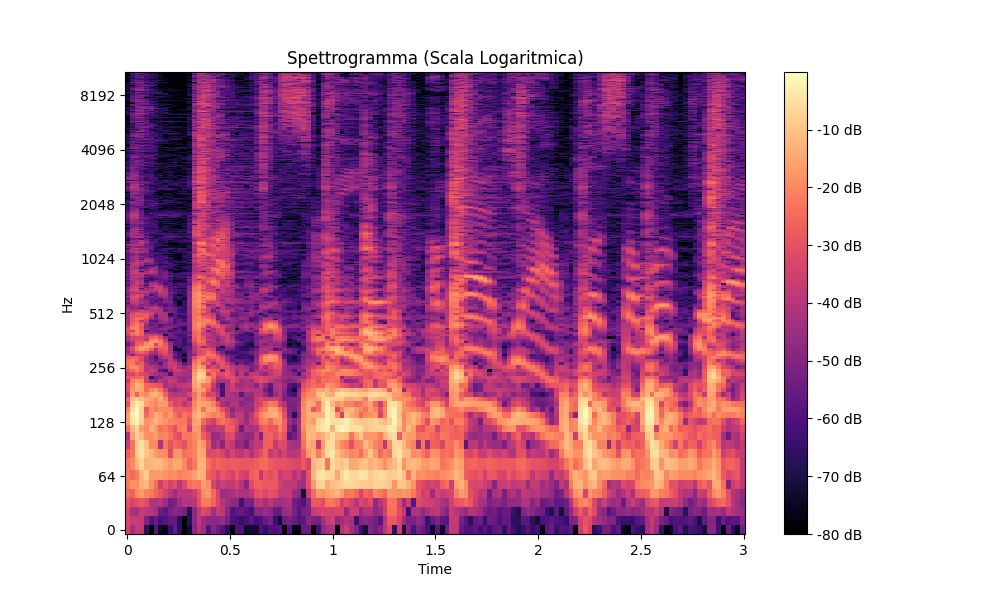 Spettrogramma (Scala Logaritmica)
8192
4096
2048
1024
512
256
128
64
0
Hz
0
0.5
1
1.5
2
2.5
3
Time
-10 dB
-20 dB
-30 dB
-40 dB
-50 dB
-60 dB
-70 dB
-80 dB